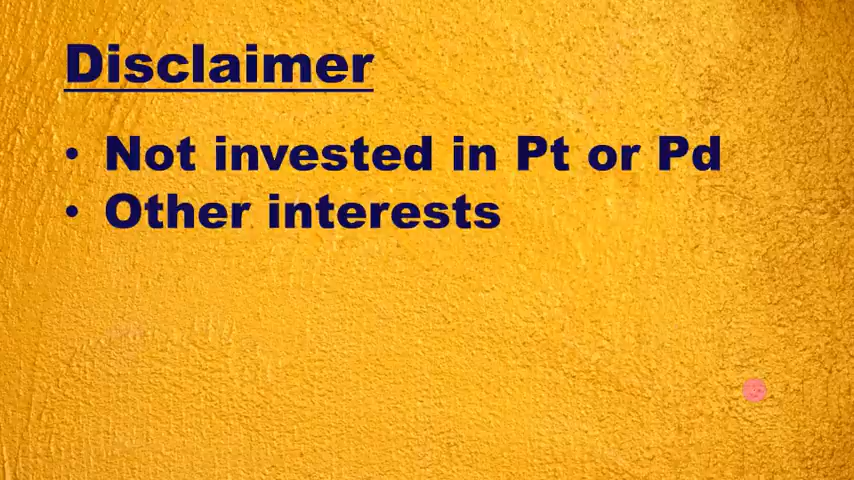 Disclaimer
• Not invested in Pt or Pd
• Other interests